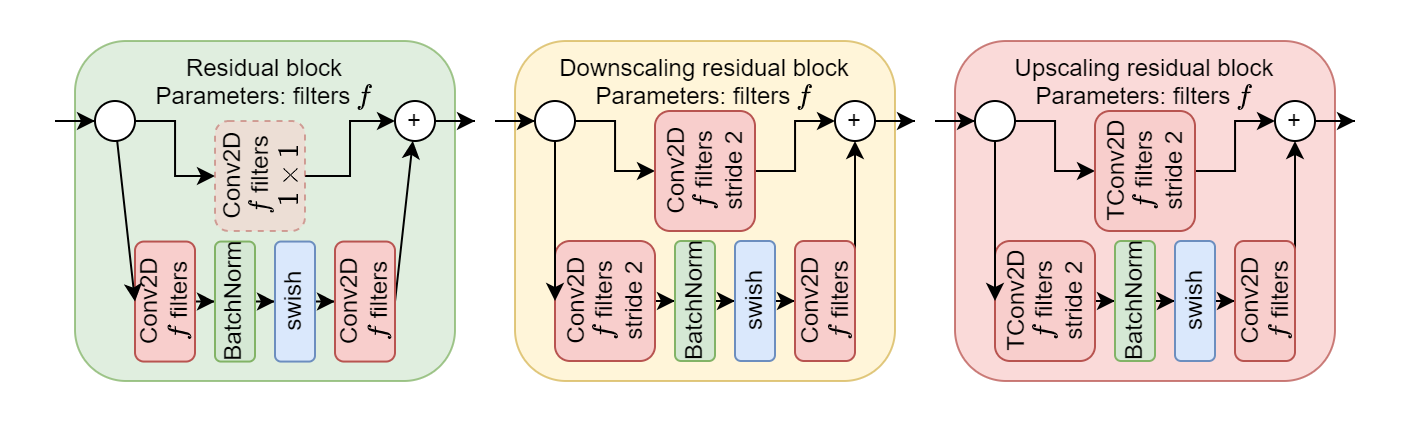 Residual block
Parameters: filters f
+
Conv2D
f filters
1 × 1
Conv2D
f filters
BatchNorm
swish
Conv2D
f filters
Downscaling residual block
Parameters: filters f
+
Conv2D
f filters
stride 2
Conv2D
f filters
stride 2
BatchNorm
swish
Conv2D
f filters
Upscaling residual block
Parameters: filters f
+
TConv2D
f filters
stride 2
TConv2D
f filters
stride 2
BatchNorm
swish
Conv2D
f filters